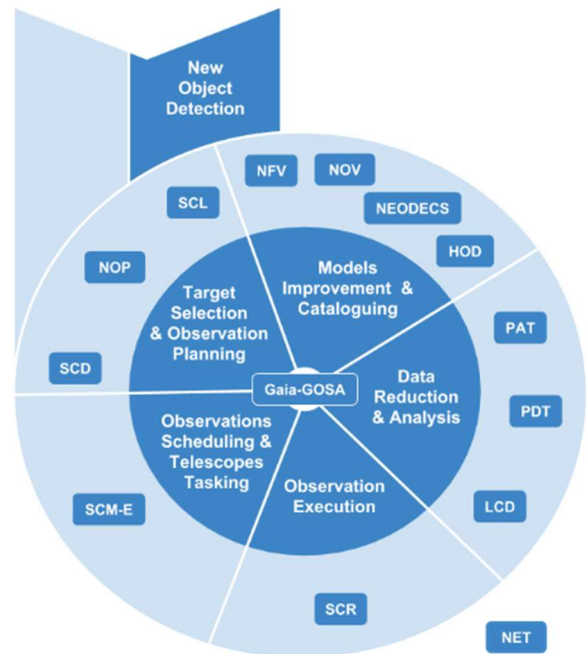 New
Object
Detection
NFV
NOV
SCL
NEODECS
HOD
NOP
Models
Improvement &
Cataloguing
Target
Selection
& Observation
Planning
PAT
SCD
Gaia-GOSA
Data
Reduction
& Analysis
PDT
Observations
Scheduling &
Telescopes
Tasking
Observation
Execution
SCM-E
LCD
SCR
NET